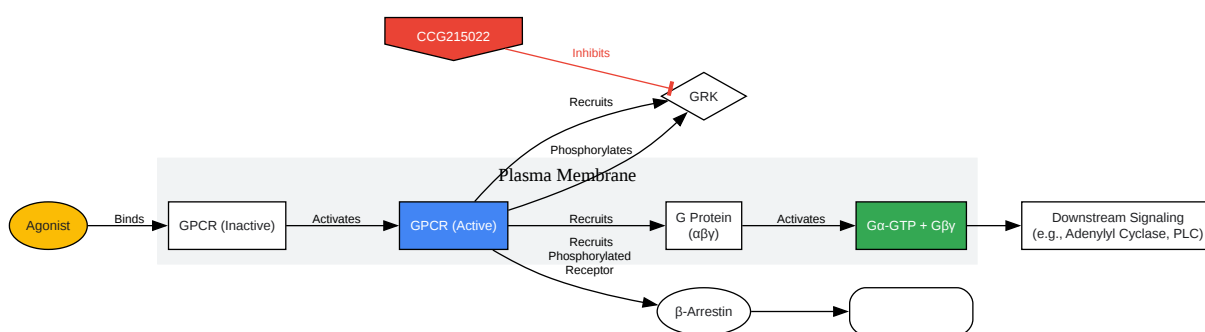 CCG215022
Inhibits
GRK
Recruits
Phosphorylates
Plasma Membrane
Agonist
Binds
GPCR (Inactive)
Activates
GPCR (Active)
Recruits
G Protein
(αβγ)
Activates
Gα-GTP + Gβγ
Downstream Signaling
(e.g., Adenylyl Cyclase, PLC)
Recruits
Phosphorylated
Receptor
β-Arrestin